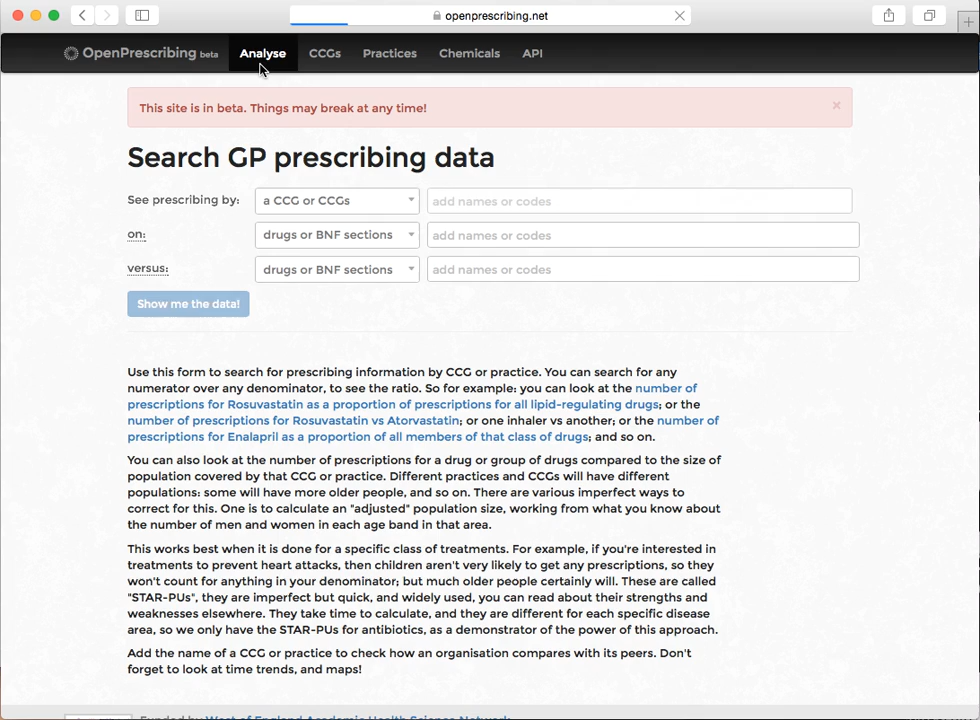 openprescribing.net
OpenPrescribing beta Analyse CCGs Practices Chemicals API
This site is in beta. Things may break at any time! ×
Search GP prescribing data
See prescribing by: a CCG or CCGs add names or codes
on: drugs or BNF sections add names or codes
versus: drugs or BNF sections add names or codes
Show me the data!
Use this form to search for prescribing information by CCG or practice. You can search for any
numerator over any denominator, to see the ratio. So for example: you can look at the number of
prescriptions for Rosuvastatin as a proportion of prescriptions for all lipid-regulating drugs; or the
number of prescriptions for Rosuvastatin vs Atorvastatin; or one inhaler vs another; or the number of
prescriptions for Enalapril as a proportion of all members of that class of drugs; and so on.
You can also look at the number of prescriptions for a drug or group of drugs compared to the size of
population covered by that CCG or practice. Different practices and CCGs will have different
populations: some will have more older people, and so on. There are various imperfect ways to
correct for this. One is to calculate an "adjusted" population size, working from what you know about
the number of men and women in each age band in that area.
This works best when it is done for a specific class of treatments. For example, if you're interested in
treatments to prevent heart attacks, then children aren't very likely to get any prescriptions, so they
won't count for anything in your denominator; but much older people certainly will. These are called
"STAR-PUs", they are imperfect but quick, and widely used, you can read about their strengths and
weaknesses elsewhere. They take time to calculate, and they are different for each specific disease
area, so we only have the STAR-PUs for antibiotics, as a demonstrator of the power of this approach.
Add the name of a CCG or practice to check how an organisation compares with its peers. Don't
forget to look at time trends, and maps!
Funded by West of England Academic Health Science Network